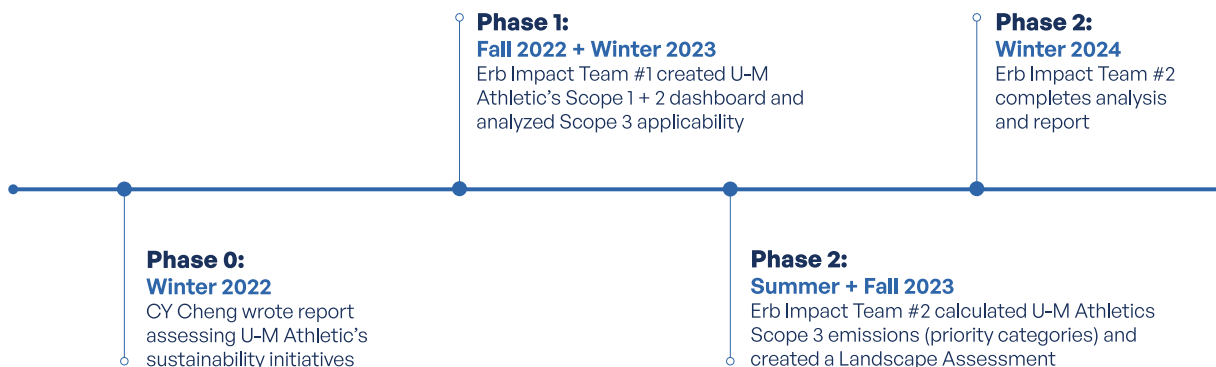 Phase 1:
Fall 2022 + Winter 2023
Erb Impact Team #1 created U-M
Athletic's Scope 1 + 2 dashboard and
analyzed Scope 3 applicability
Phase 2:
Winter 2024
Erb Impact Team #2
completes analysis
and report
Phase 0:
Winter 2022
CY Cheng wrote report
assessing U-M Athletic's
sustainability initiatives
Phase 2:
Summer + Fall 2023
Erb Impact Team #2 calculated U-M Athletics
Scope 3 emissions (priority categories) and
created a Landscape Assessment